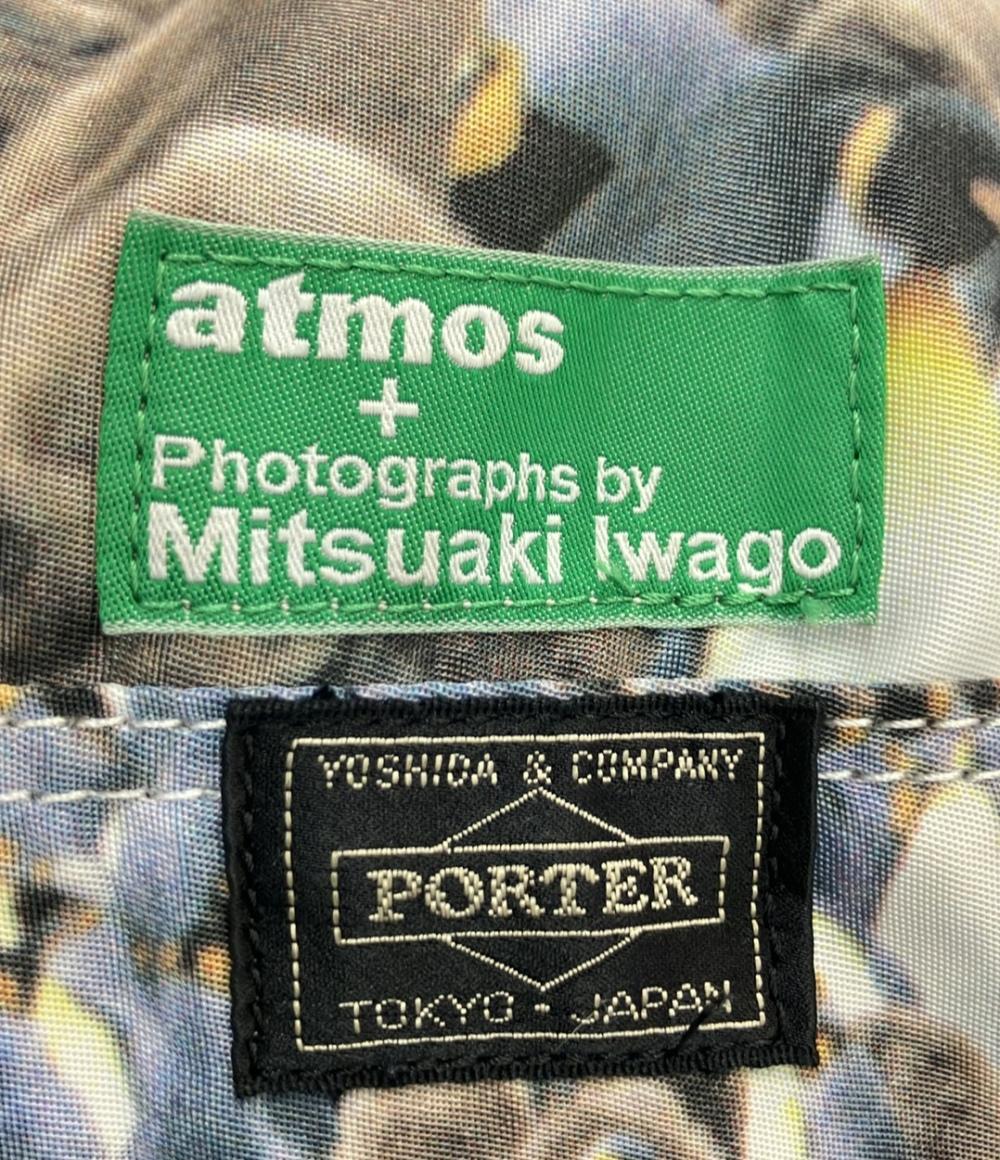 atmos
+
Photographs by
Mitsuaki Iwago
YOSHIDA & COMPANY
PORTER
TOKYO - JAPAN